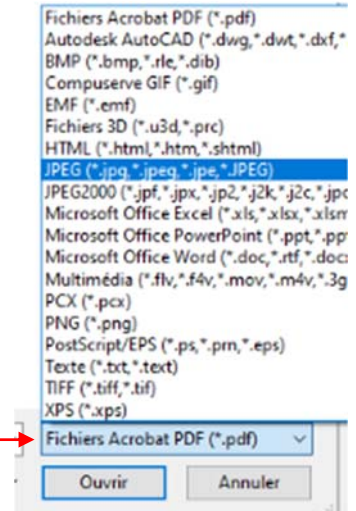 Fichiers Acrobat PDF (*.pdf)
Autodesk AutoCAD (*.dwg,*.dwt,*.dxf,*
BMP (*.bmp,*.rle,*.dib)
Compuserve GIF (*.gif)
EMF (*.emf)
Fichiers 3D (*.u3d,*.prc)
HTML (*.html,*.htm,*.shtml)
JPEG (*.jpg,*.jpeg,*.jpe,*.JPEG)
JPEG2000 (*.jpf,*.jpx,*.jp2,*.j2k,*.j2c,*.jpc
Microsoft Office Excel (*.xls,*.xlsx,*.xlsm
Microsoft Office PowerPoint (*.ppt,*.pp
Microsoft Office Word (*.doc,*.rtf,*.doc
Multimédia (*.flv,*.f4v,*.mov,*.m4v,*.3g
PCX (*.pcx)
PNG (*.png)
PostScript/EPS (*.ps,*.prn,*.eps)
Texte (*.txt,*.text)
TIFF (*.tiff,*.tif)
XPS (*.xps)
Fichiers Acrobat PDF (*.pdf)
Ouvrir Annuler